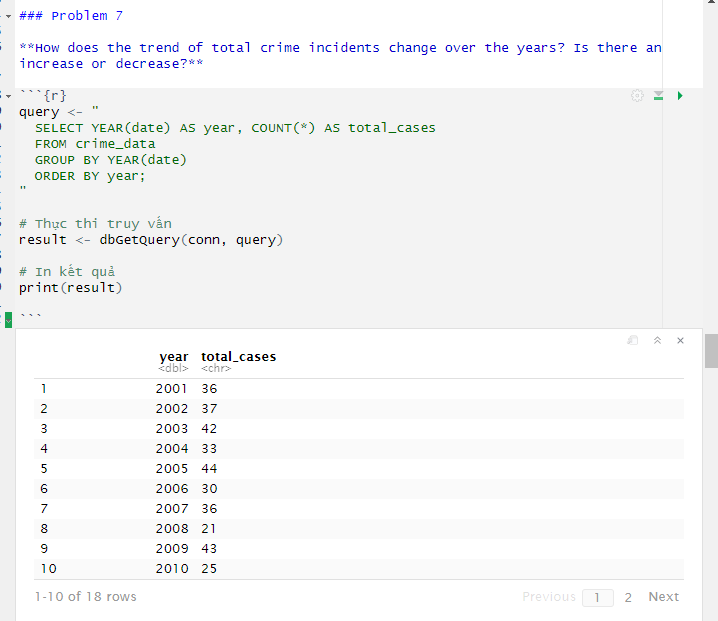 ### Problem 7
**How does the trend of total crime incidents change over the years? Is there an
increase or decrease?**
```{r}
query <- "
SELECT YEAR(date) AS year, COUNT(*) AS total_cases
FROM crime_data
GROUP BY YEAR(date)
ORDER BY year;
"
# Thực thi truy vấn
result <- dbGetQuery(conn, query)
# In kết quả
print(result)
```
year total_cases
<dbl> <chr>
1 2001 36
2 2002 37
3 2003 42
4 2004 33
5 2005 44
6 2006 30
7 2007 36
8 2008 21
9 2009 43
10 2010 25
1-10 of 18 rows Previous 1 2 Next